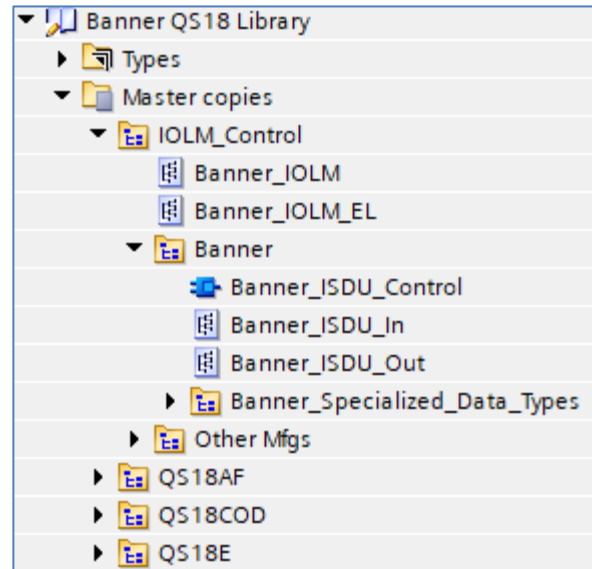 Banner QS18 Library
Types
Master copies
IOLM_Control
Banner_IOLM
Banner_IOLM_EL
Banner
Banner_ISDU_Control
Banner_ISDU_In
Banner_ISDU_Out
Banner_Specialized_Data_Types
Other Mfgs
QS18AF
QS18COD
QS18E